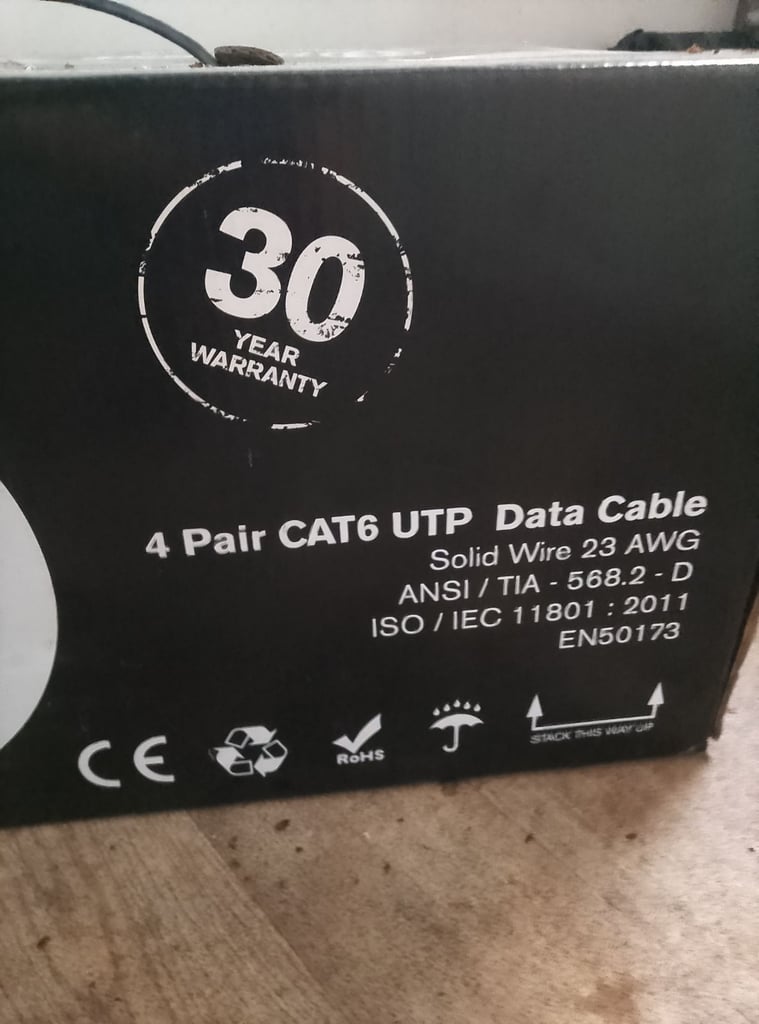 30
YEAR
WARRANTY
4 Pair CAT6 UTP Data Cable
Solid Wire 23 AWG
ANSI / TIA - 568.2 - D
ISO / IEC 11801 : 2011
EN50173
CE
RoHS
STACK THIS WAY UP